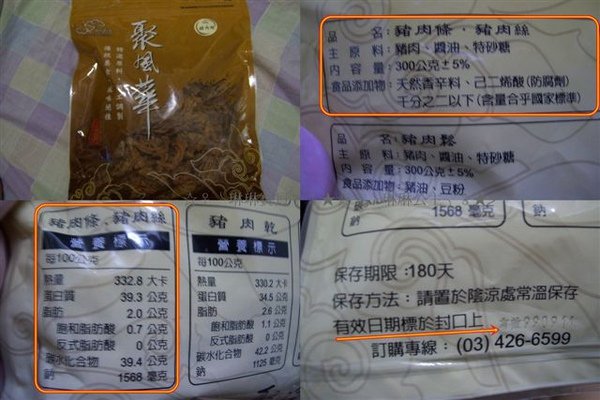 聚風華
品名：豬肉條．豬肉絲
主原料：豬肉、醬油、特砂糖
內容量：300公克±5%
食品添加物：天然香辛料、己二烯酸(防腐劑)
千分之二以下(含量合乎國家標準)
品名：豬肉鬆
主原料：豬肉、醬油、特砂糖
內容量：300公克±5%
食品添加物：豬油、豆粉
豬肉條．豬肉絲
營養標示
每100公克
熱量 332.8 大卡
蛋白質 39.3 公克
脂肪 2.0 公克
飽和脂肪酸 0.7 公克
反式脂肪酸 0 公克
碳水化合物 39.4 公克
鈉 1568 毫克
豬肉乾
營養標示
每100公克
熱量 330.2 大卡
蛋白質 34.5 公克
脂肪 2.6 公克
飽和脂肪酸 1.1 公克
反式脂肪酸 0 公克
碳水化合物 42.2 公克
鈉 1125 毫克
鈉 1568 毫克
鈉
保存期限：180天
保存方法：請置於陰涼處常溫保存
有效日期標於封口上
訂購專線：(03) 426-6599